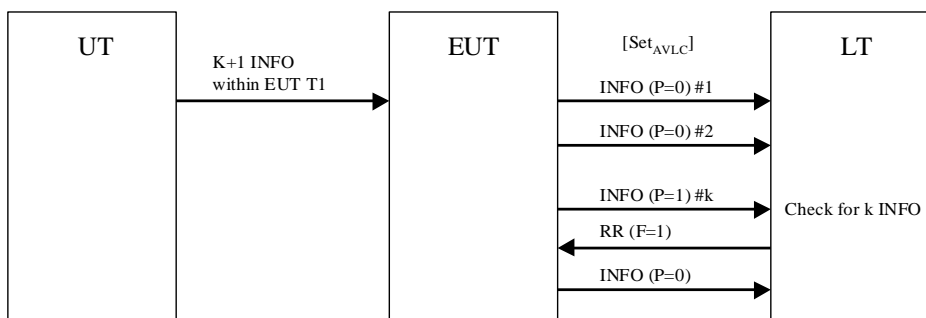 UT
EUT
[SetAVLC]
LT
K+1 INFO
within EUT T1
INFO (P=0) #1
INFO (P=0) #2
INFO (P=1) #k
Check for k INFO
RR (F=1)
INFO (P=0)